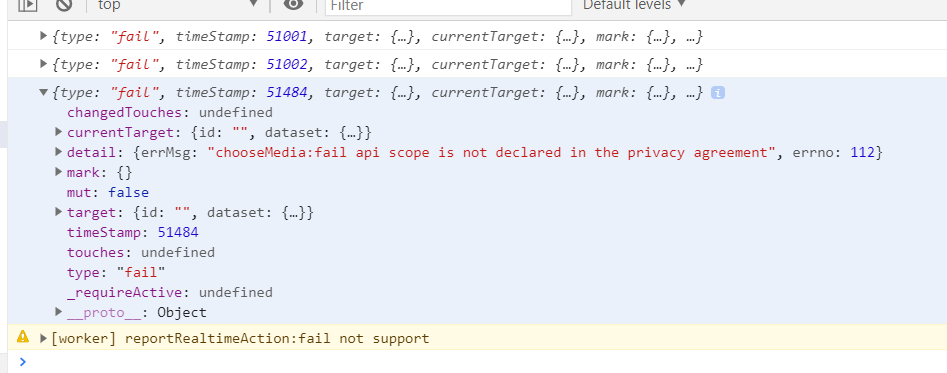 top Filter Default levels
{type: "fail", timeStamp: 51001, target: {…}, currentTarget: {…}, mark: {…}, …}
{type: "fail", timeStamp: 51002, target: {…}, currentTarget: {…}, mark: {…}, …}
{type: "fail", timeStamp: 51484, target: {…}, currentTarget: {…}, mark: {…}, …} i
changedTouches: undefined
currentTarget: {id: "", dataset: {…}}
detail: {errMsg: "chooseMedia:fail api scope is not declared in the privacy agreement", errno: 112}
mark: {}
mut: false
target: {id: "", dataset: {…}}
timeStamp: 51484
touches: undefined
type: "fail"
_requireActive: undefined
__proto__: Object
[worker] reportRealtimeAction:fail not support